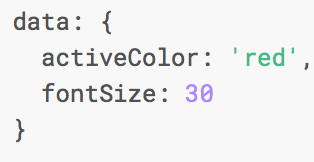 data: {
  activeColor: 'red',
  fontSize: 30
}